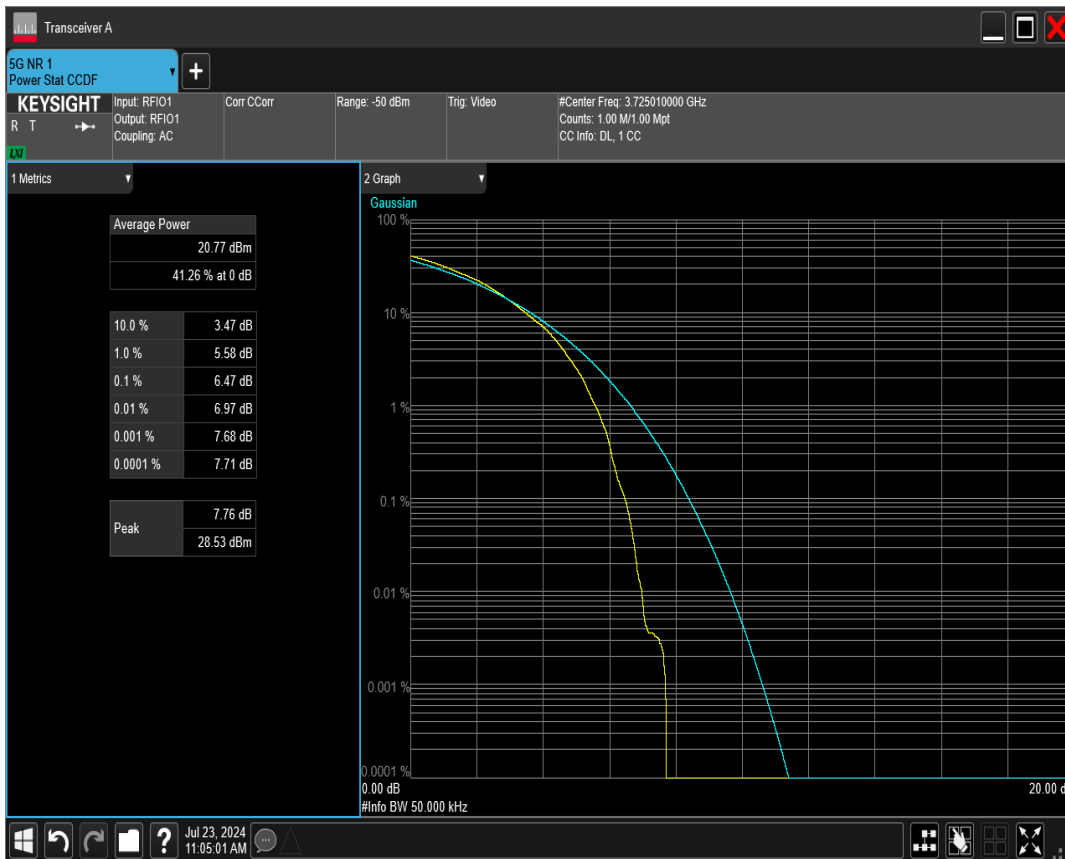 Transceiver A
5G NR 1
Power Stat CCDF
KEYSIGHT
R T
LXI
Input: RFIO1
Output: RFIO1
Coupling: AC
Corr CCorr
Range: -50 dBm
Trig: Video
#Center Freq: 3.725010000 GHz
Counts: 1.00 M/1.00 Mpt
CC Info: DL, 1 CC
1 Metrics
Average Power
20.77 dBm
41.26 % at 0 dB
10.0 % 3.47 dB
1.0 % 5.58 dB
0.1 % 6.47 dB
0.01 % 6.97 dB
0.001 % 7.68 dB
0.0001 % 7.71 dB
Peak 7.76 dB
28.53 dBm
2 Graph
Gaussian
100 %
10 %
1 %
0.1 %
0.01 %
0.001 %
0.0001 %
0.00 dB 20.00 d
#Info BW 50.000 kHz
Jul 23, 2024
11:05:01 AM